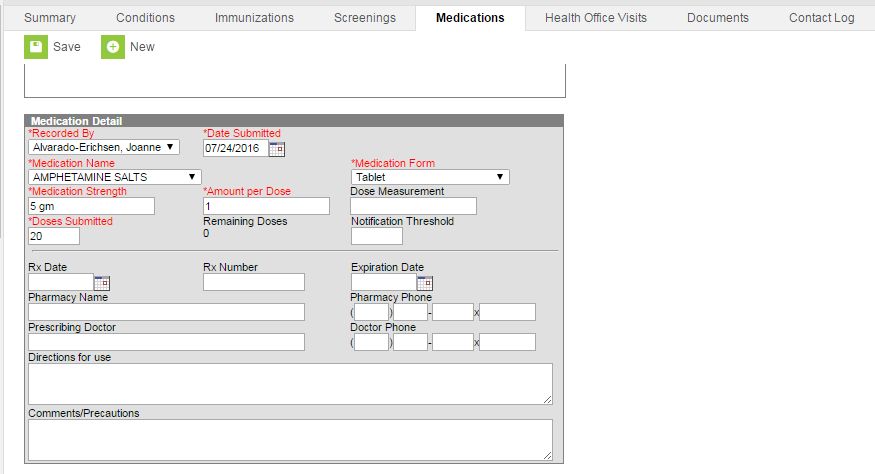 Summary Conditions Immunizations Screenings Medications Health Office Visits Documents Contact Log
Save New
Medication Detail
*Recorded By *Date Submitted
Alvarado-Erichsen, Joanne 07/24/2016
*Medication Name *Medication Form
AMPHETAMINE SALTS Tablet
*Medication Strength *Amount per Dose Dose Measurement
5 gm 1
*Doses Submitted Remaining Doses Notification Threshold
20 0
Rx Date Rx Number Expiration Date
Pharmacy Name Pharmacy Phone
( ) - x
Prescribing Doctor Doctor Phone
( ) - x
Directions for use
Comments/Precautions